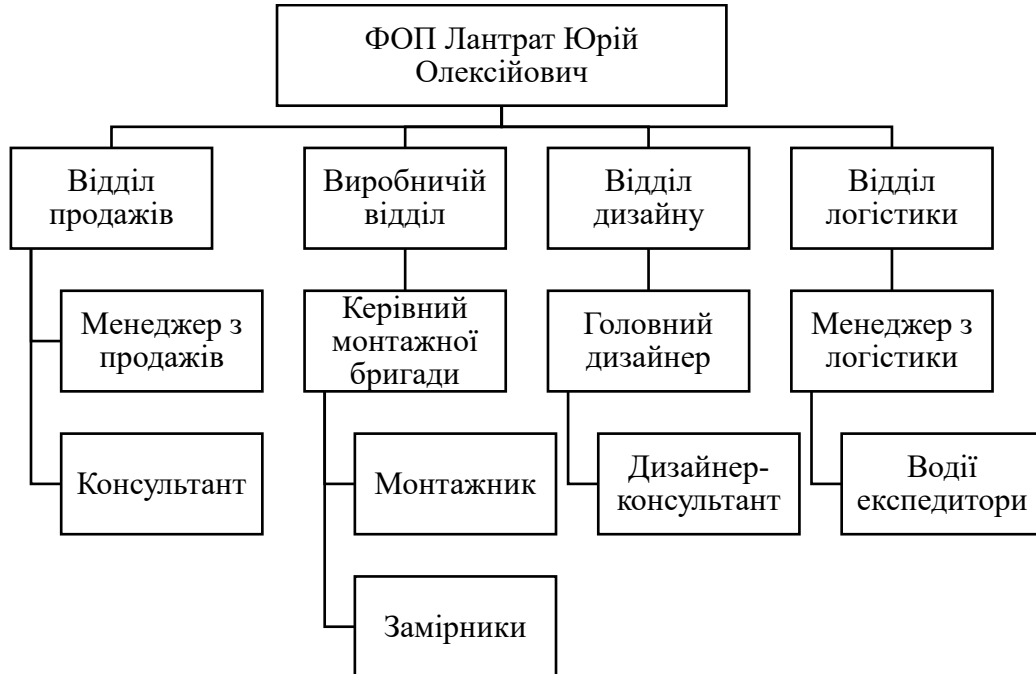 ФОП Лантрат Юрій
Олексійович
Відділ
продажів
Виробничій
відділ
Відділ
дизайну
Відділ
логістики
Менеджер з
продажів
Керівний
монтажної
бригади
Головний
дизайнер
Менеджер з
логістики
Консультант
Монтажник
Дизайнер-
консультант
Водії
експедитори
Замірники